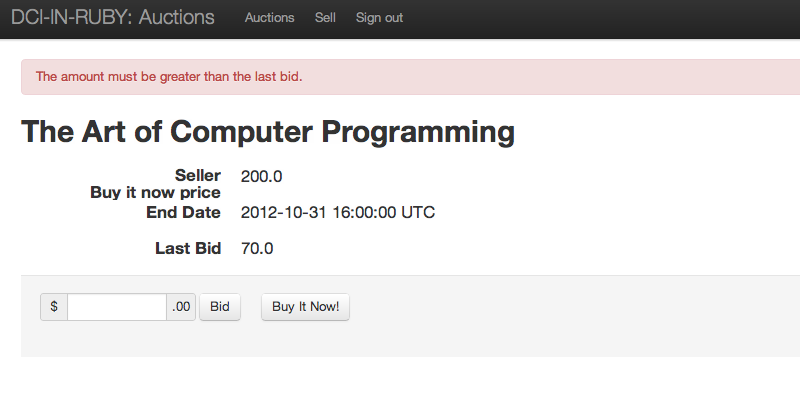 DCI-IN-RUBY: Auctions Auctions Sell Sign out
The amount must be greater than the last bid.
The Art of Computer Programming
Seller 200.0
Buy it now price
End Date 2012-10-31 16:00:00 UTC
Last Bid 70.0
$ .00 Bid Buy It Now!